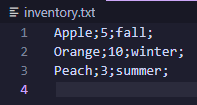 inventory.txt
1 Apple;5;fall;
2 Orange;10;winter;
3 Peach;3;summer;
4